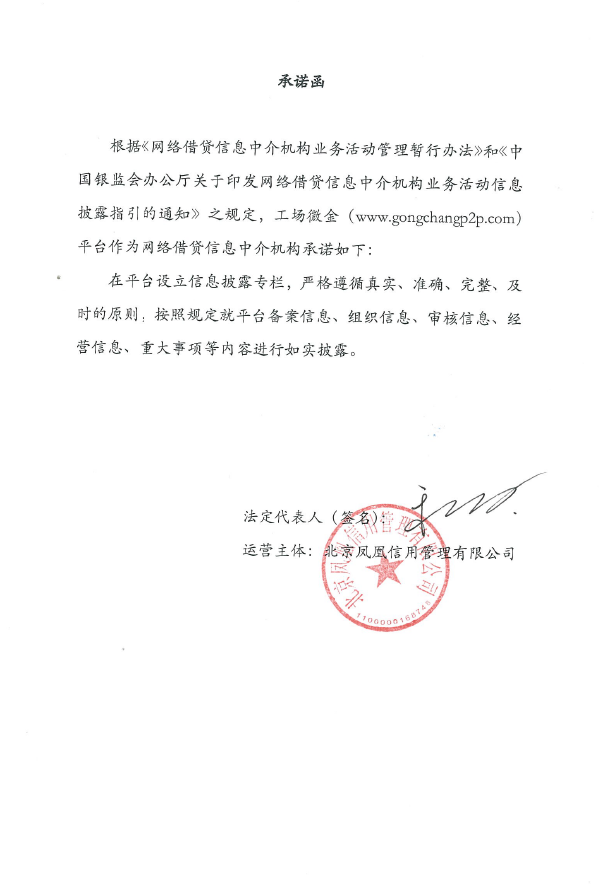 承诺函
根据《网络借贷信息中介机构业务活动管理暂行办法》和《中
国银监会办公厅关于印发网络借贷信息中介机构业务活动信息
披露指引的通知》之规定，工场微金（www.gongchangp2p.com）
平台作为网络借贷信息中介机构承诺如下：
在平台设立信息披露专栏，严格遵循真实、准确、完整、及
时的原则；按照规定就平台备案信息、组织信息、审核信息、经
营信息、重大事项等内容进行如实披露。
法定代表人（签名）：
运营主体：北京凤凰信用管理有限公司
北京凤凰信用管理有限公司